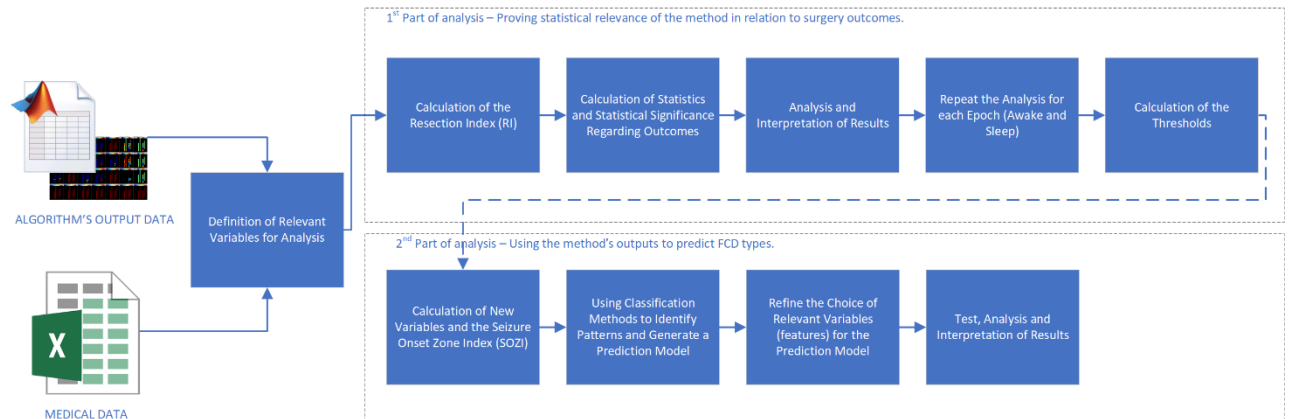 1st Part of analysis – Proving statistical relevance of the method in relation to surgery outcomes.
Calculation of the
Resection Index (RI)
Calculation of Statistics
and Statistical Significance
Regarding Outcomes
Analysis and
Interpretation of Results
Repeat the Analysis for
each Epoch (Awake and
Sleep)
Calculation of the
Thresholds
ALGORITHM'S OUTPUT DATA
Definition of Relevant
Variables for Analysis
X
MEDICAL DATA
2nd Part of analysis – Using the method's outputs to predict FCD types.
Calculation of New
Variables and the Seizure
Onset Zone Index (SOZI)
Using Classification
Methods to Identify
Patterns and Generate a
Prediction Model
Refine the Choice of
Relevant Variables
(features) for the
Prediction Model
Test, Analysis and
Interpretation of Results